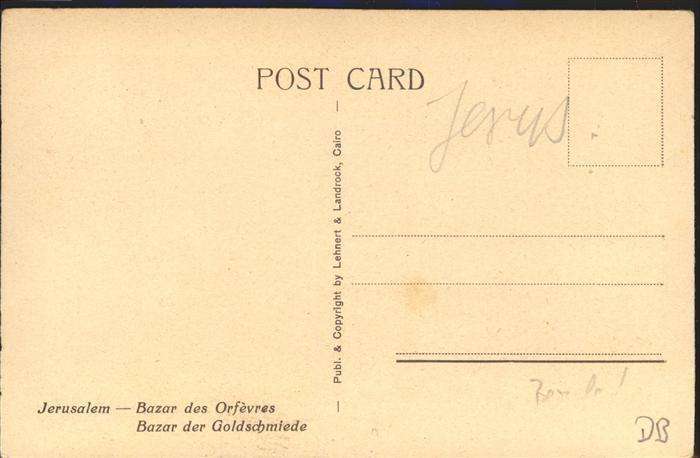 POST CARD
Jerus.
Publ. & Copyright by Lehnert & Landrock, Cairo
Jerusalem — Bazar des Orfèvres
Bazar der Goldschmiede
DB